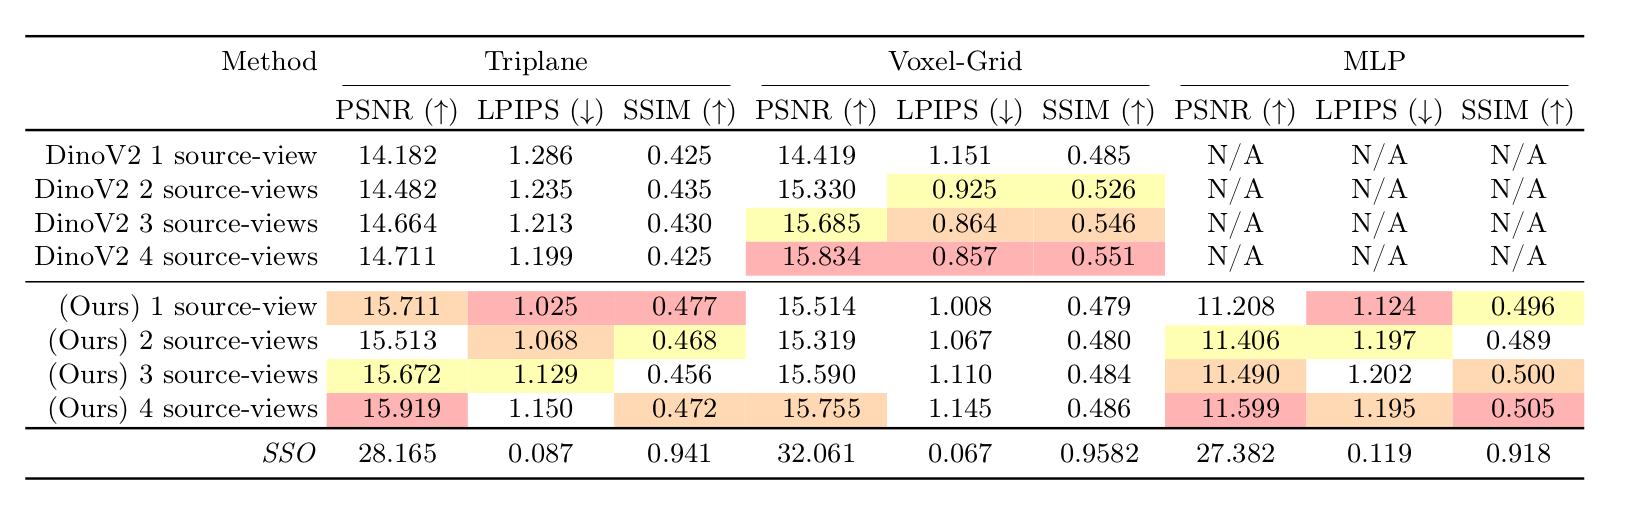 Method Triplane Voxel-Grid MLP
PSNR (↑) LPIPS (↓) SSIM (↑) PSNR (↑) LPIPS (↓) SSIM (↑) PSNR (↑) LPIPS (↓) SSIM (↑)
DinoV2 1 source-view 14.182 1.286 0.425 14.419 1.151 0.485 N/A N/A N/A
DinoV2 2 source-views 14.482 1.235 0.435 15.330 0.925 0.526 N/A N/A N/A
DinoV2 3 source-views 14.664 1.213 0.430 15.685 0.864 0.546 N/A N/A N/A
DinoV2 4 source-views 14.711 1.199 0.425 15.834 0.857 0.551 N/A N/A N/A
(Ours) 1 source-view 15.711 1.025 0.477 15.514 1.008 0.479 11.208 1.124 0.496
(Ours) 2 source-views 15.513 1.068 0.468 15.319 1.067 0.480 11.406 1.197 0.489
(Ours) 3 source-views 15.672 1.129 0.456 15.590 1.110 0.484 11.490 1.202 0.500
(Ours) 4 source-views 15.919 1.150 0.472 15.755 1.145 0.486 11.599 1.195 0.505
SSO 28.165 0.087 0.941 32.061 0.067 0.9582 27.382 0.119 0.918